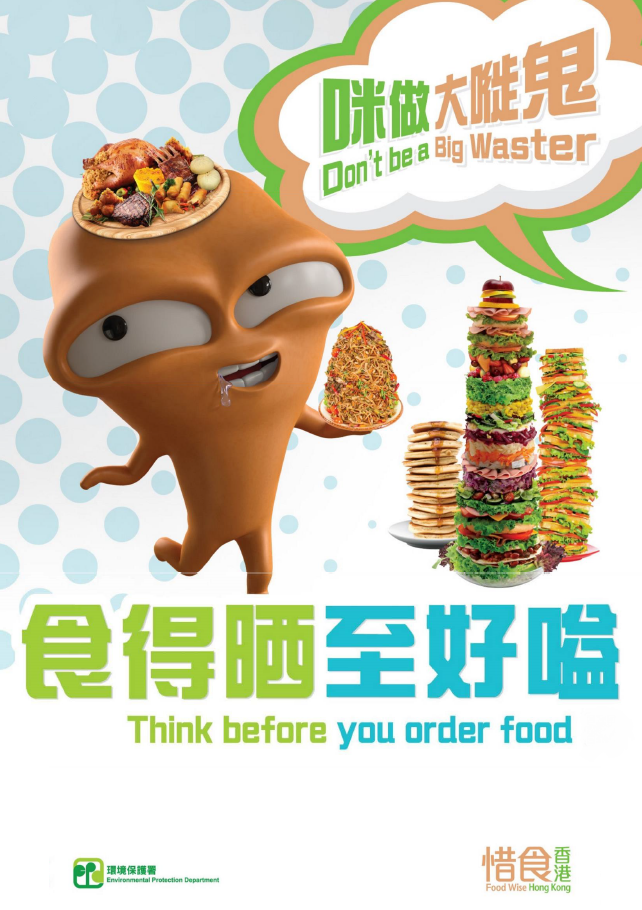 咪做大嘥鬼
Don't be a Big Waster
食得晒至好嗌
Think before you order food
環境保護署
Environmental Protection Department
惜食香港
Food Wise Hong Kong